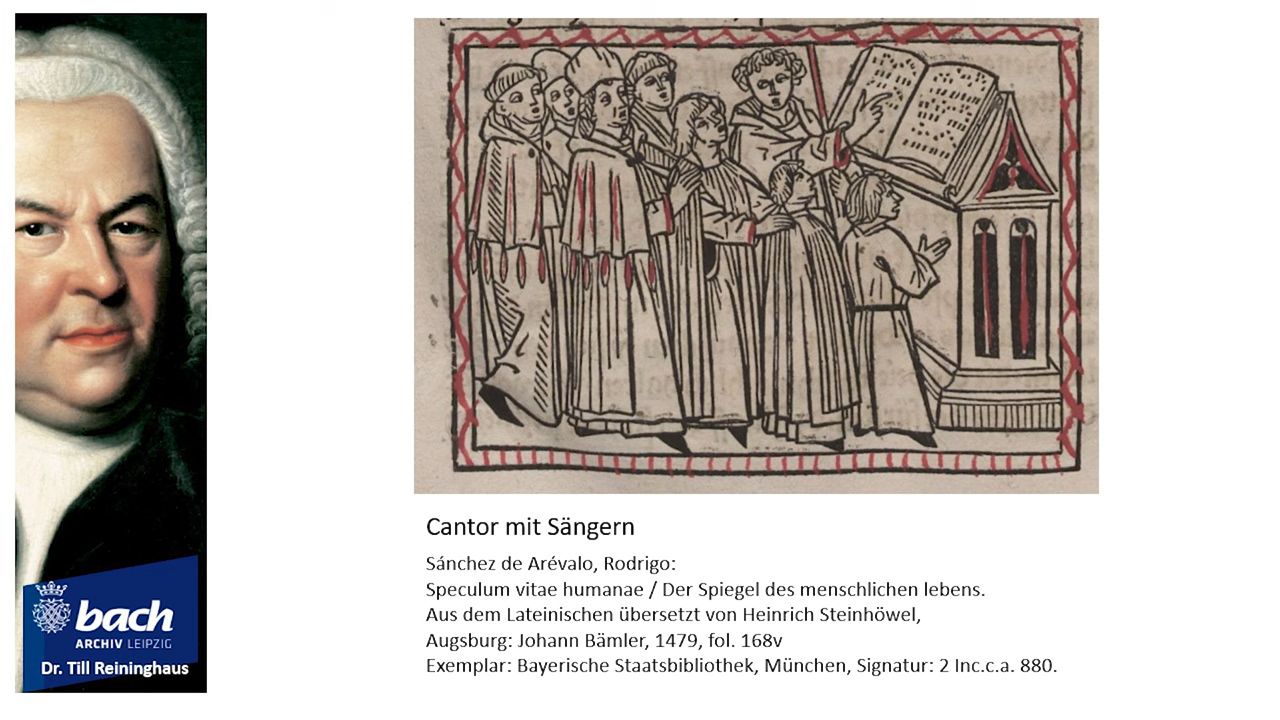 bach
ARCHIV LEIPZIG
Dr. Till Reininghaus
Cantor mit Sängern
Sánchez de Arévalo, Rodrigo:
Speculum vitae humanae / Der Spiegel des menschlichen lebens.
Aus dem Lateinischen übersetzt von Heinrich Steinhöwel,
Augsburg: Johann Bämler, 1479, fol. 168v
Exemplar: Bayerische Staatsbibliothek, München, Signatur: 2 Inc.c.a. 880.